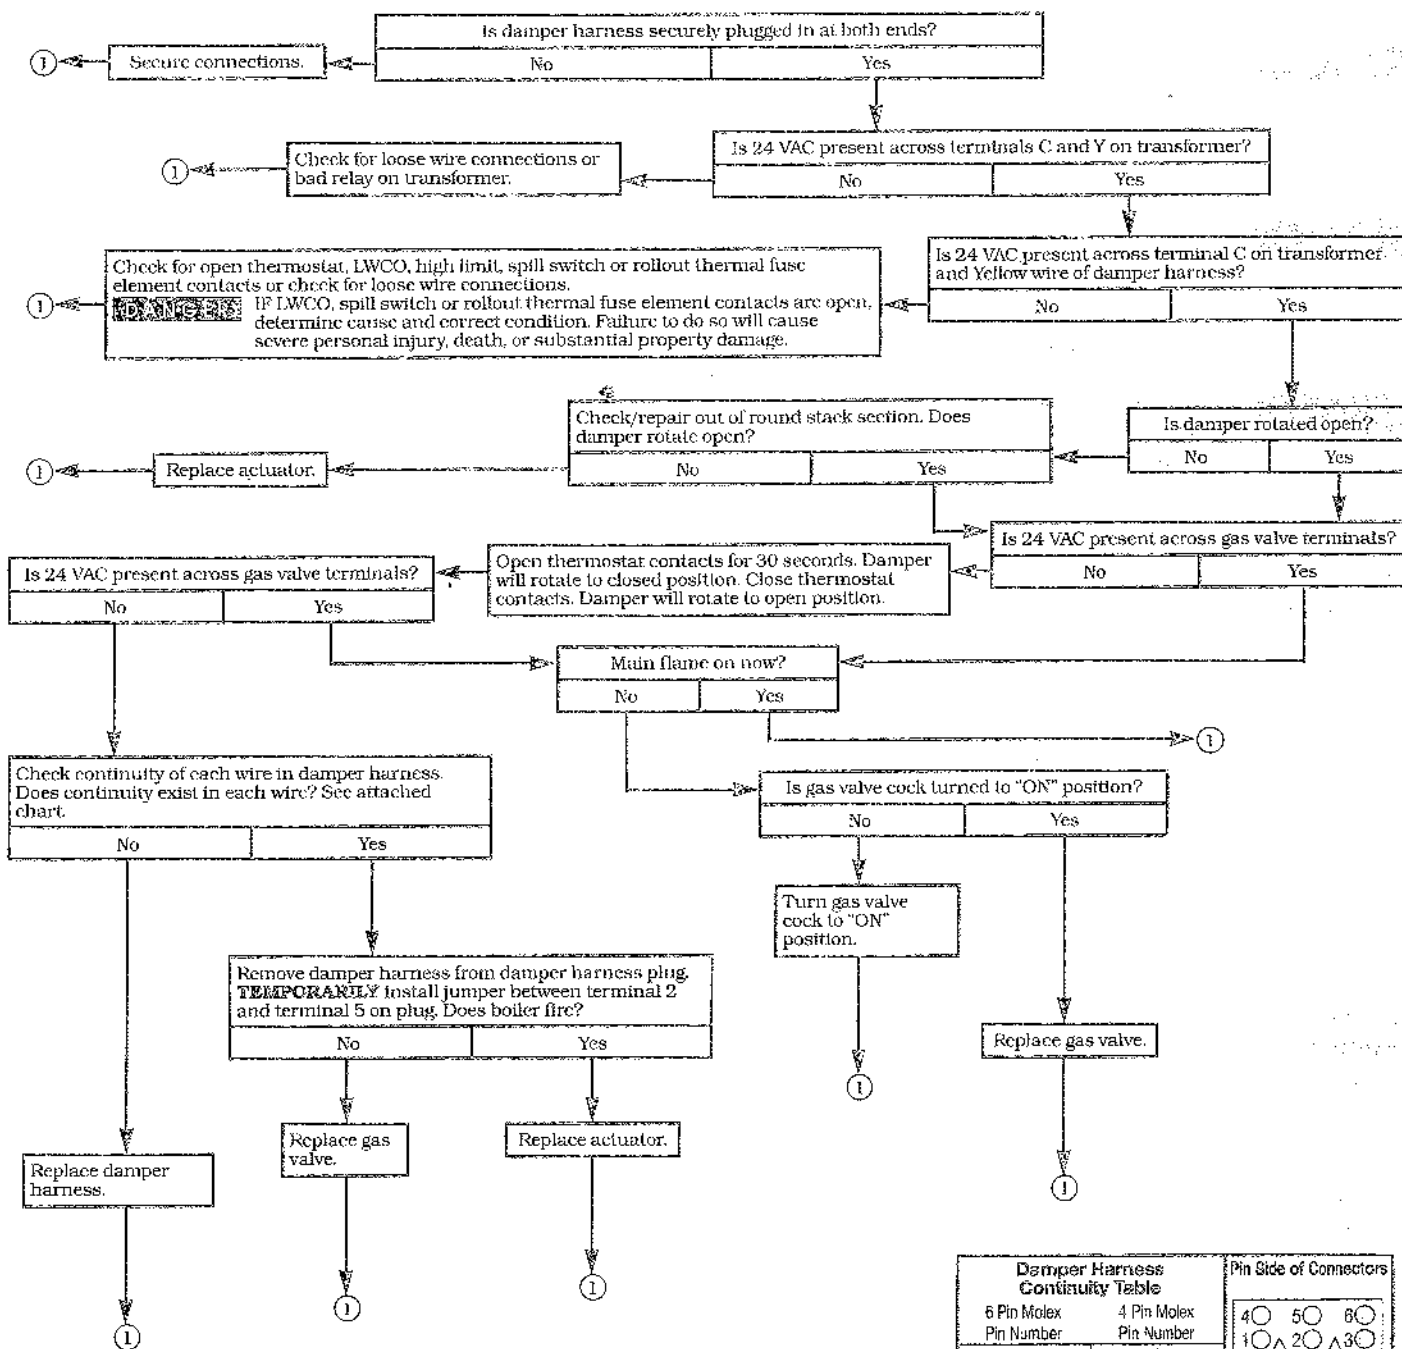 Is damper harness securely plugged in at both ends?
No Yes
Secure connections.
1
Is 24 VAC present across terminals C and Y on transformer?
No Yes
Check for loose wire connections or
bad relay on transformer.
1
Is 24 VAC present across terminal C on transformer
and Yellow wire of damper harness?
No Yes
Check for open thermostat, LWCO, high limit, spill switch or rollout thermal fuse
element contacts or check for loose wire connections.
DANGER IF LWCO, spill switch or rollout thermal fuse element contacts are open,
determine cause and correct condition. Failure to do so will cause
severe personal injury, death, or substantial property damage.
1
Is damper rotated open?
No Yes
Check/repair out of round stack section. Does
damper rotate open?
No Yes
Replace actuator.
1
Is 24 VAC present across gas valve terminals?
No Yes
Open thermostat contacts for 30 seconds. Damper
will rotate to closed position. Close thermostat
contacts. Damper will rotate to open position.
Is 24 VAC present across gas valve terminals?
No Yes
Main flame on now?
No Yes
1
Check continuity of each wire in damper harness.
Does continuity exist in each wire? See attached
chart.
No Yes
Is gas valve cock turned to "ON" position?
No Yes
Turn gas valve
cock to "ON"
position.
1
Remove damper harness from damper harness plug.
TEMPORARILY install jumper between terminal 2
and terminal 5 on plug. Does boiler fire?
No Yes
Replace gas valve.
1
Replace gas
valve.
1
Replace actuator.
1
Replace damper
harness.
1
Damper Harness
Continuity Table
6 Pin Molex 4 Pin Molex
Pin Number Pin Number
Pin Side of Connectors
4 5 6
1 2 3